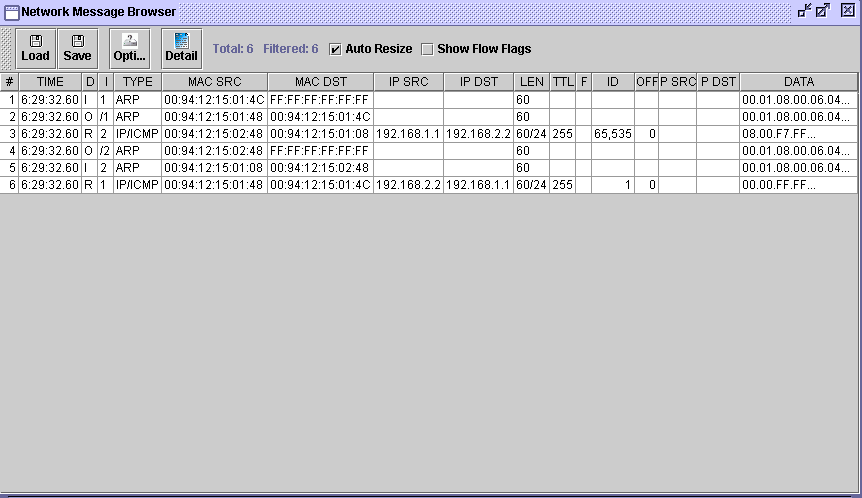 Network Message Browser
Load Save Opti... Detail Total: 6 Filtered: 6 Auto Resize Show Flow Flags
# TIME D I TYPE MAC SRC MAC DST IP SRC IP DST LEN TTL F ID OFF P SRC P DST DATA
1 6:29:32.60 I 1 ARP 00:94:12:15:01:4C FF:FF:FF:FF:FF:FF 60 00.01.08.00.06.04...
2 6:29:32.60 O /1 ARP 00:94:12:15:01:48 00:94:12:15:01:4C 60 00.01.08.00.06.04...
3 6:29:32.60 R 2 IP/ICMP 00:94:12:15:02:48 00:94:12:15:01:08 192.168.1.1 192.168.2.2 60/24 255 65,535 0 08.00.F7.FF...
4 6:29:32.60 O /2 ARP 00:94:12:15:02:48 FF:FF:FF:FF:FF:FF 60 00.01.08.00.06.04...
5 6:29:32.60 I 2 ARP 00:94:12:15:01:08 00:94:12:15:02:48 60 00.01.08.00.06.04...
6 6:29:32.60 R 1 IP/ICMP 00:94:12:15:01:48 00:94:12:15:01:4C 192.168.2.2 192.168.1.1 60/24 255 1 0 00.00.FF.FF...